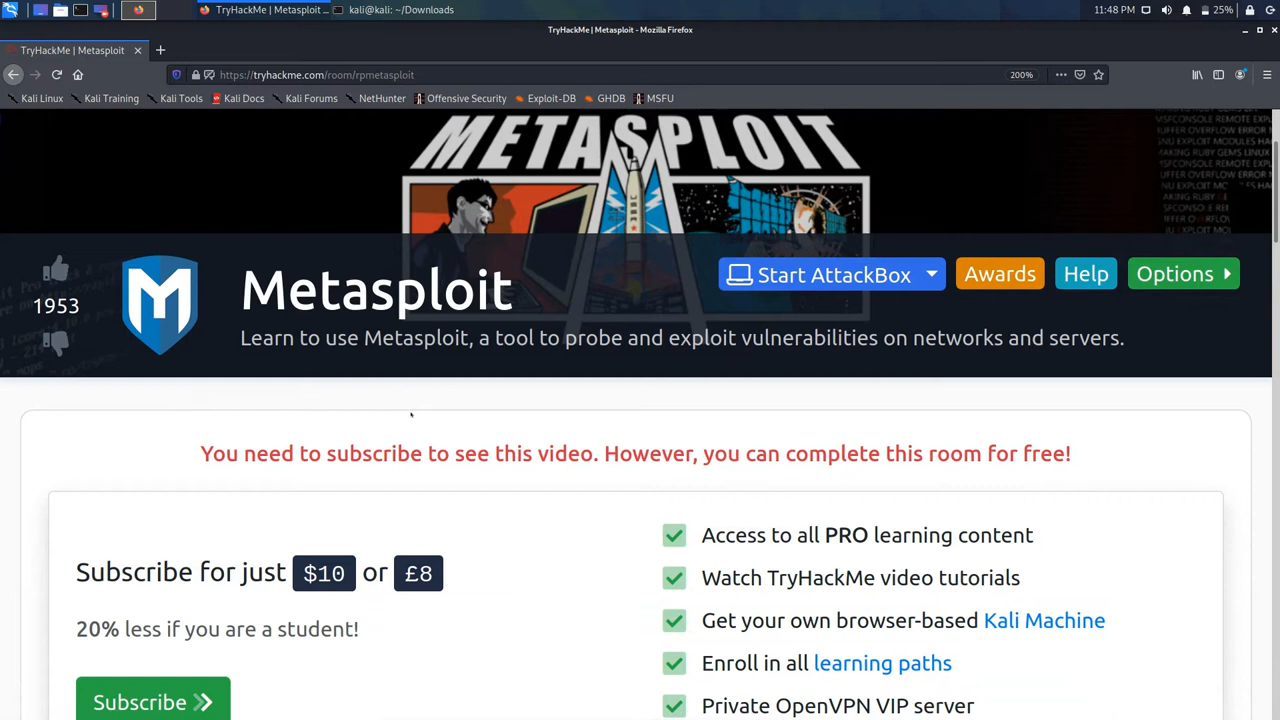 TryHackMe | Metasploit ...
kali@kali: ~/Downloads
11:48 PM
25%
TryHackMe | Metasploit - Mozilla Firefox
TryHackMe | Metasploit
https://tryhackme.com/room/rpmetasploit
200%
Kali Linux
Kali Training
Kali Tools
Kali Docs
Kali Forums
NetHunter
Offensive Security
Exploit-DB
GHDB
MSFU
METASPLOIT
1953
Metasploit
Start AttackBox
Awards
Help
Options
Learn to use Metasploit, a tool to probe and exploit vulnerabilities on networks and servers.
You need to subscribe to see this video. However, you can complete this room for free!
Subscribe for just $10 or £8
20% less if you are a student!
Subscribe
Access to all PRO learning content
Watch TryHackMe video tutorials
Get your own browser-based Kali Machine
Enroll in all learning paths
Private OpenVPN VIP server